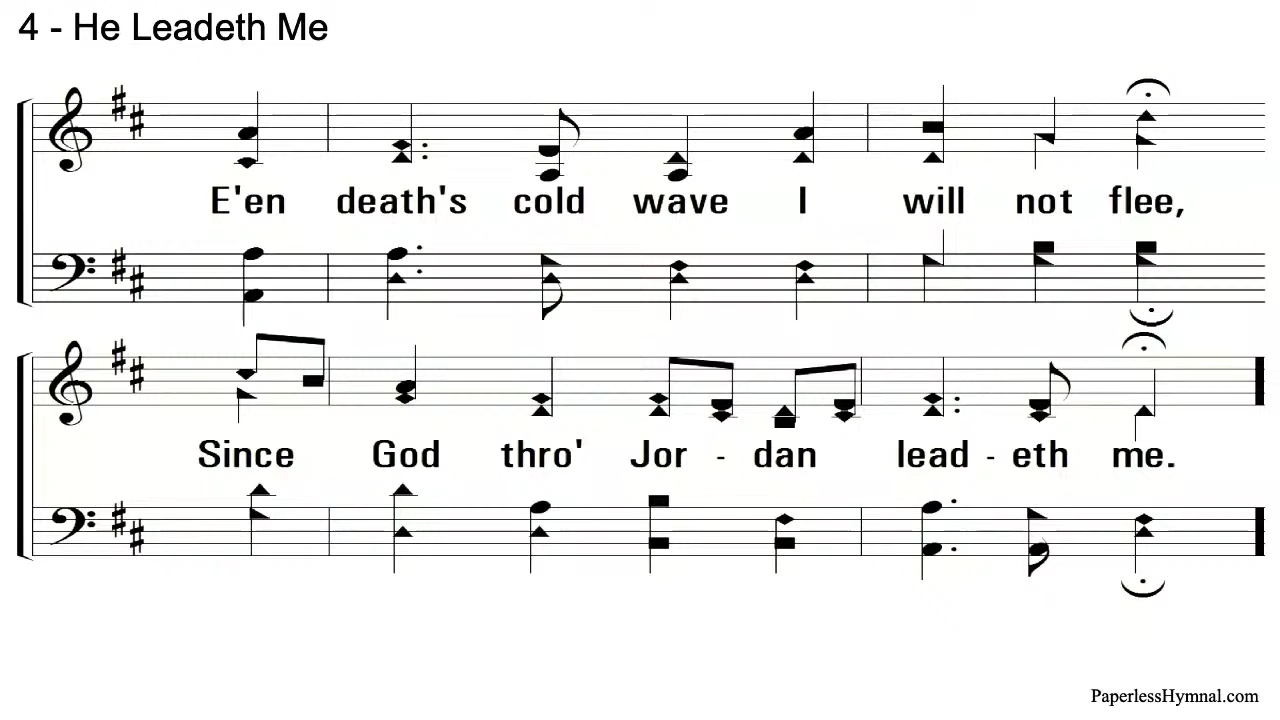 4 - He Leadeth Me
E'en death's cold wave I will not flee,
Since God thro' Jor - dan lead - eth me.
PaperlessHymnal.com